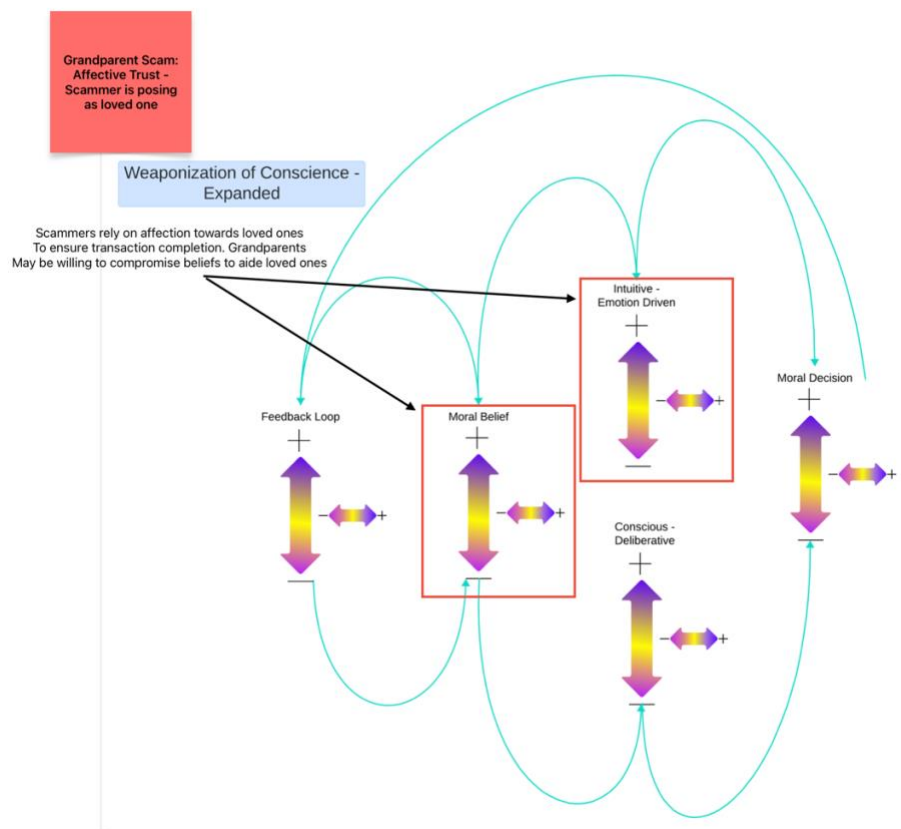 Grandparent Scam:
Affective Trust -
Scammer is posing
as loved one
Weaponization of Conscience -
Expanded
Scammers rely on affection towards loved ones
To ensure transaction completion. Grandparents
May be willing to compromise beliefs to aide loved ones
Intuitive -
Emotion Driven
+
- +
—
Moral Decision
+
- +
—
Feedback Loop
+
- +
—
Moral Belief
+
- +
—
Conscious -
Deliberative
+
- +
—